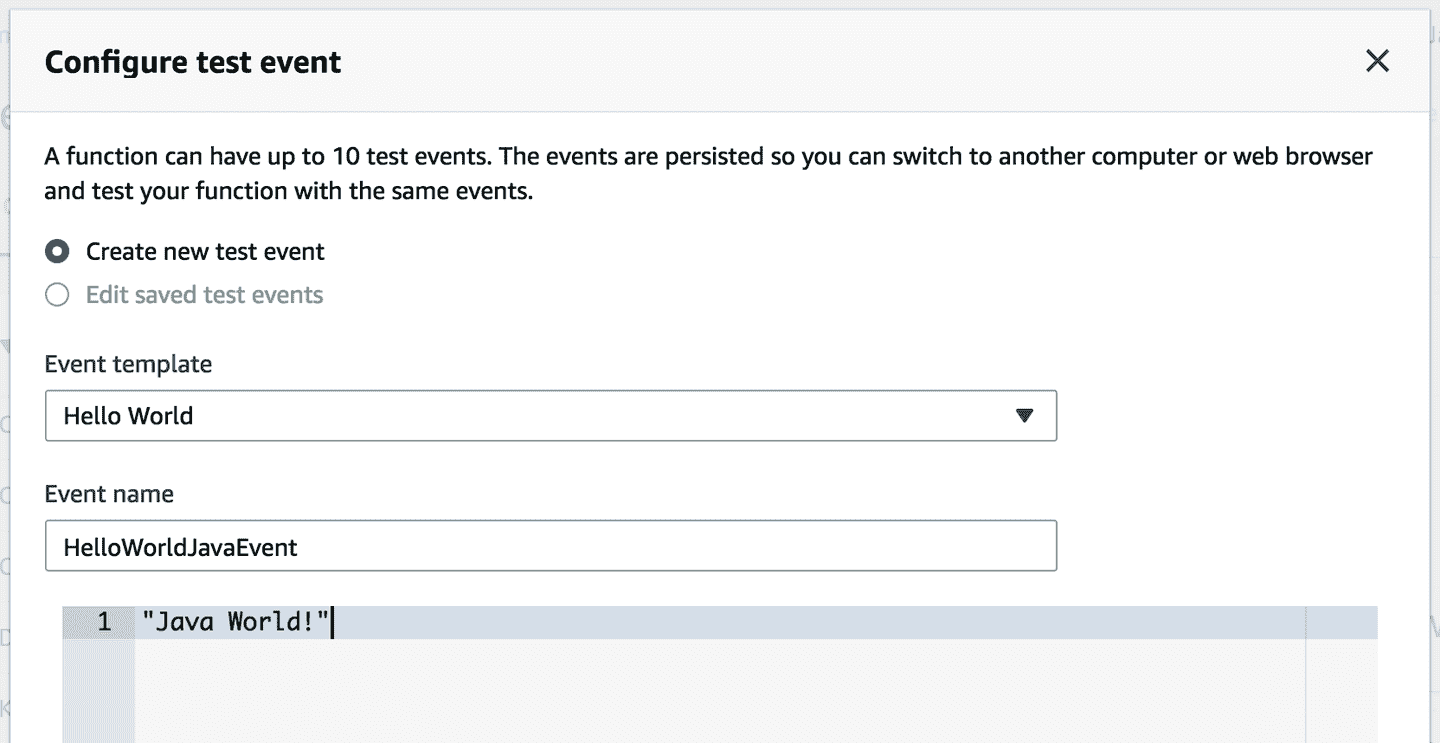 Configure test event
A function can have up to 10 test events. The events are persisted so you can switch to another computer or web browser
and test your function with the same events.
Create new test event
Edit saved test events
Event template
Hello World
Event name
HelloWorldJavaEvent
1 "Java World!"